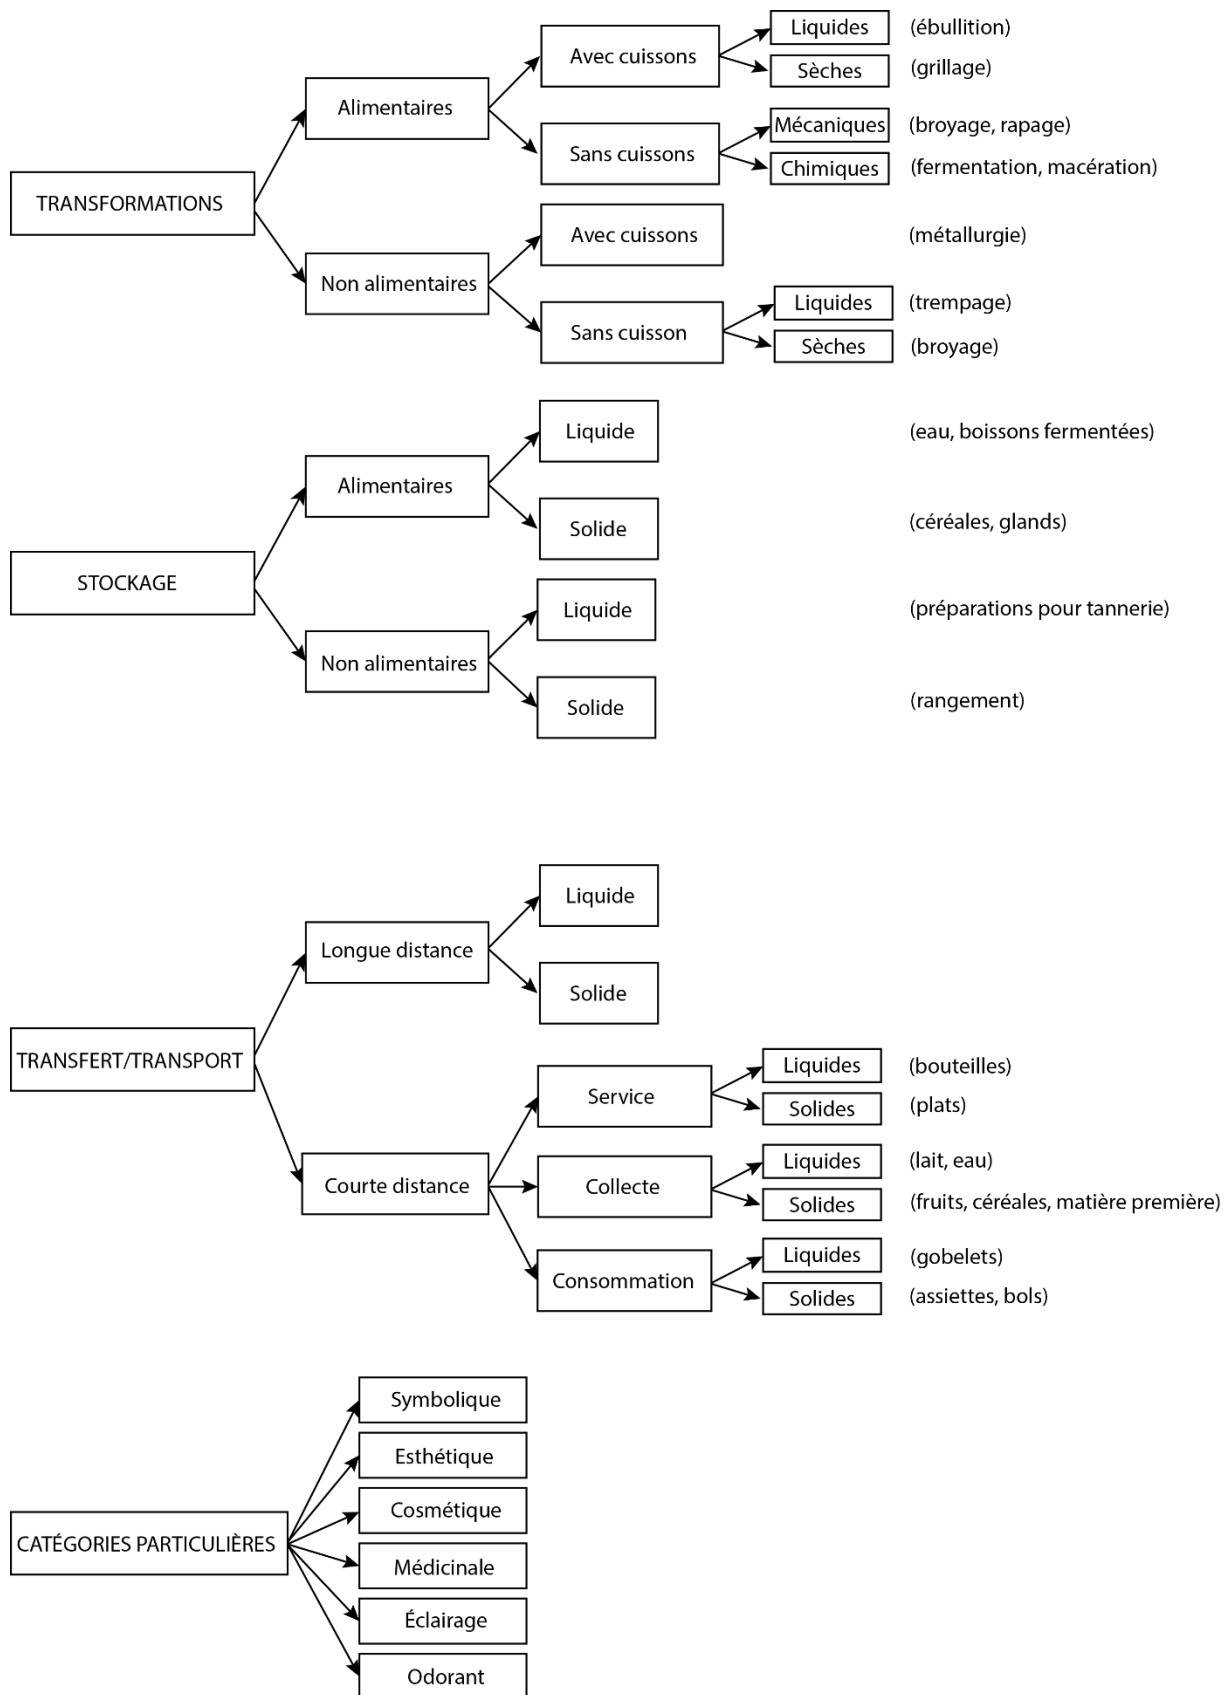 Liquides (ébullition)
Avec cuissons
Sèches (grillage)
Alimentaires
Mécaniques (broyage, rapage)
Sans cuissons
Chimiques (fermentation, macération)
TRANSFORMATIONS
Avec cuissons (métallurgie)
Non alimentaires
Liquides (trempage)
Sans cuisson
Sèches (broyage)
Liquide (eau, boissons fermentées)
Alimentaires
Solide (céréales, glands)
STOCKAGE
Liquide (préparations pour tannerie)
Non alimentaires
Solide (rangement)
Liquide
Longue distance
Solide
TRANSFERT/TRANSPORT
Liquides (bouteilles)
Service
Solides (plats)
Liquides (lait, eau)
Courte distance
Collecte
Solides (fruits, céréales, matière première)
Liquides (gobelets)
Consommation
Solides (assiettes, bols)
Symbolique
Esthétique
Cosmétique
CATÉGORIES PARTICULIÈRES
Médicinale
Éclairage
Odorant